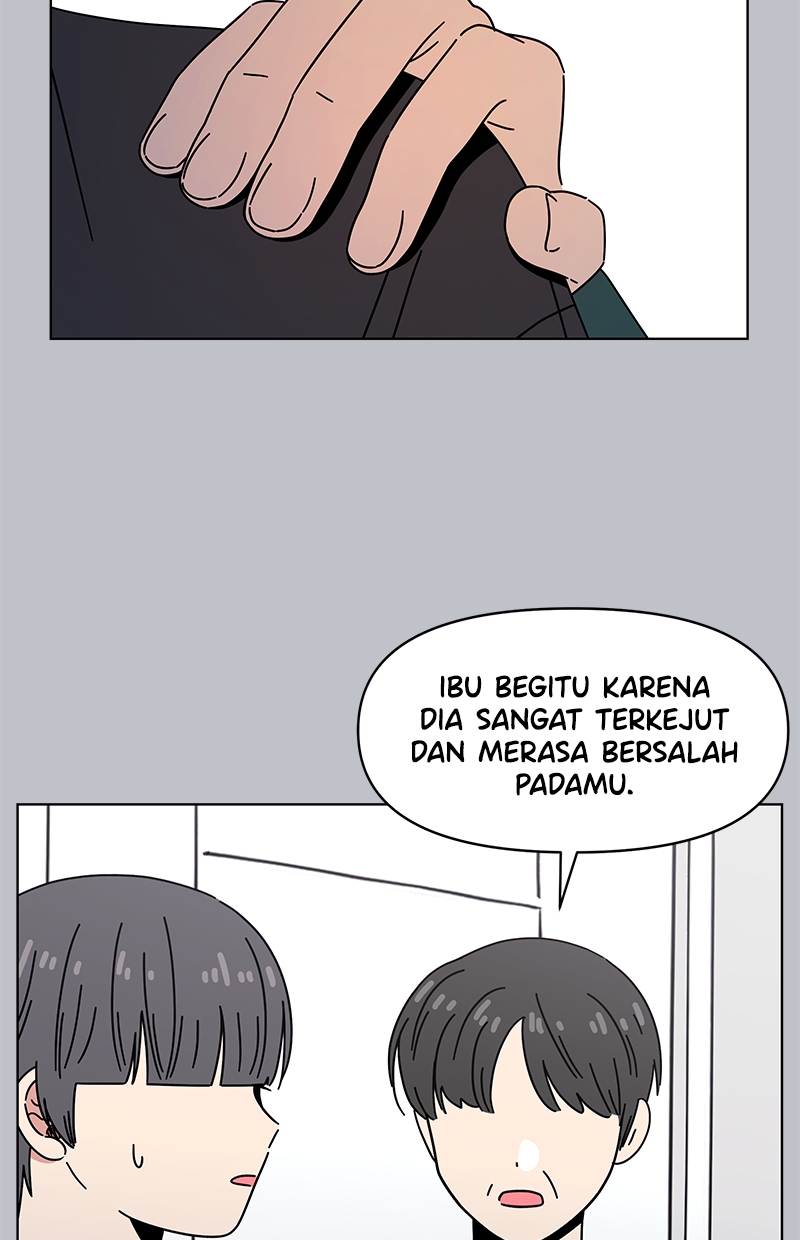 IBU BEGITU KARENA
DIA SANGAT TERKEJUT
DAN MERASA BERSALAH
PADAMU.